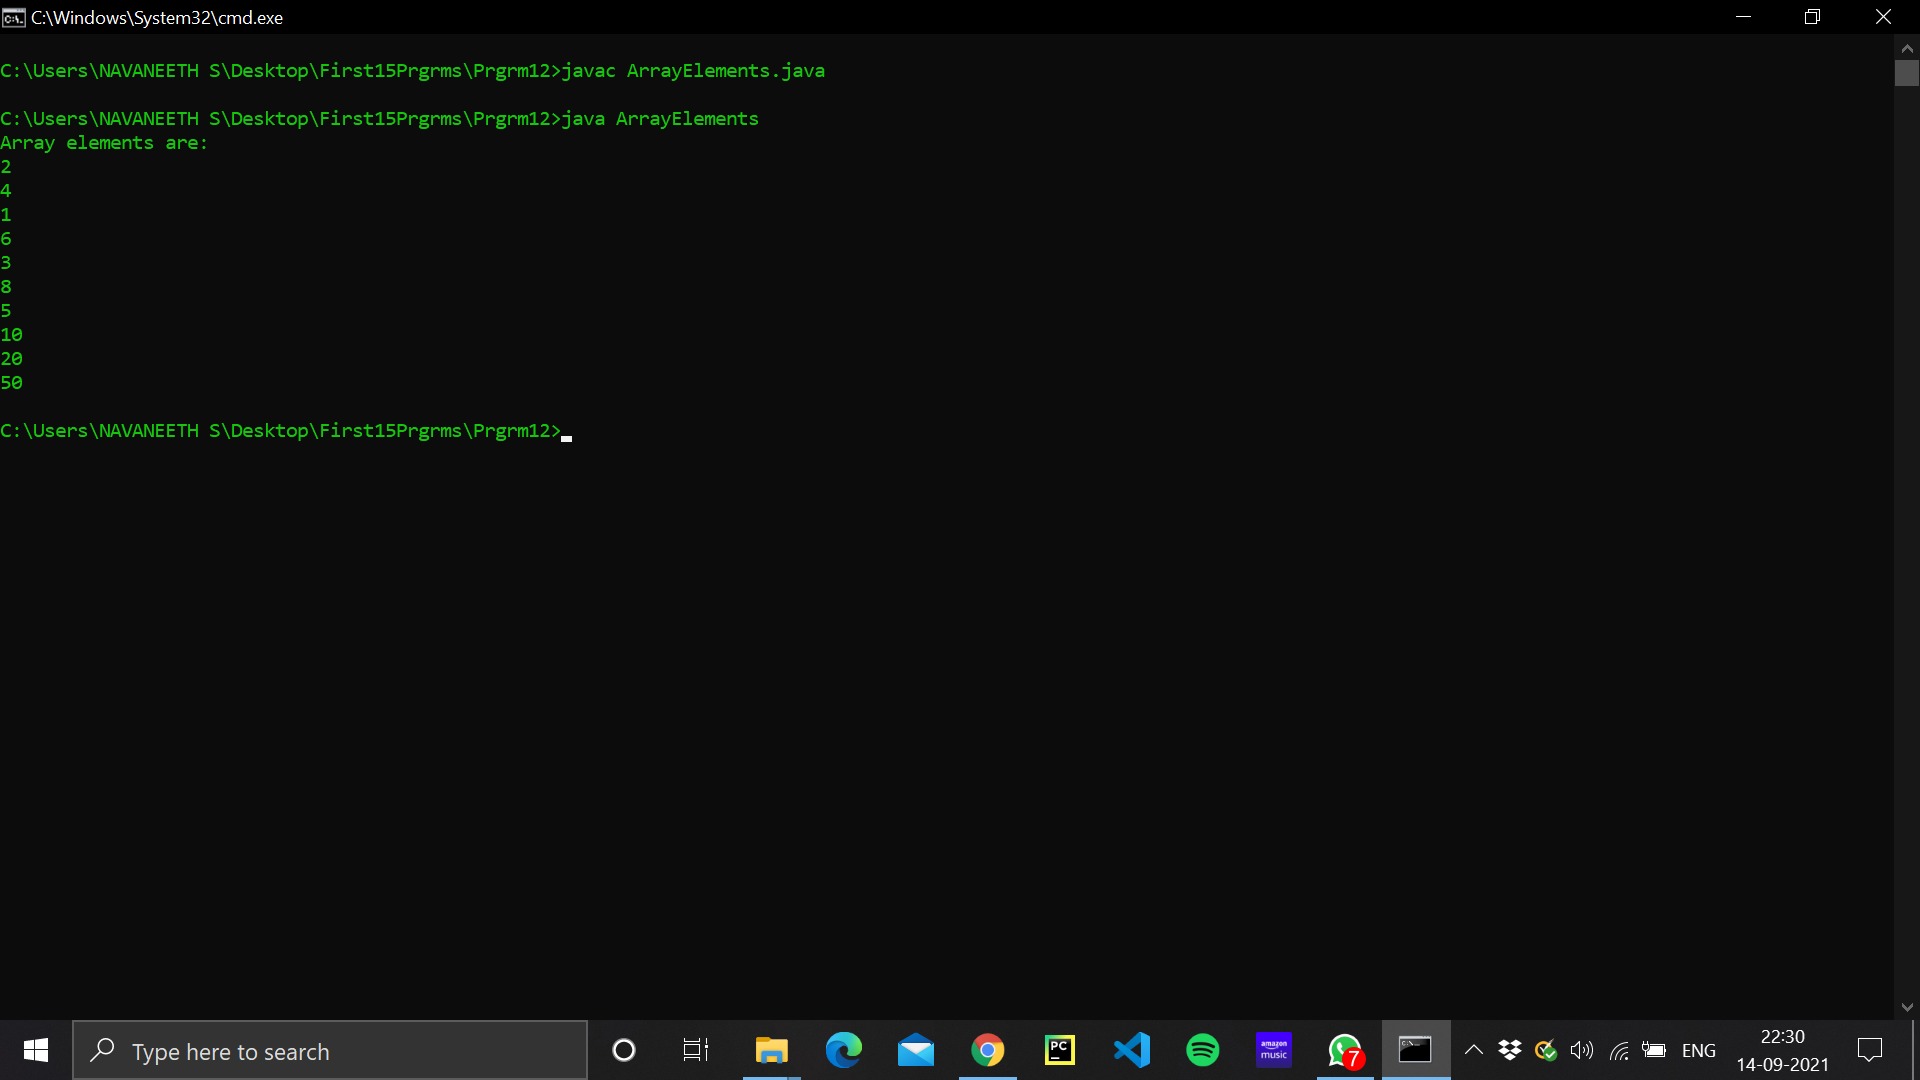 C:\Windows\System32\cmd.exe
C:\Users\NAVANEETH S\Desktop\First15Prgrms\Prgrm12>javac ArrayElements.java
C:\Users\NAVANEETH S\Desktop\First15Prgrms\Prgrm12>java ArrayElements
Array elements are:
2
4
1
6
3
8
5
10
20
50
C:\Users\NAVANEETH S\Desktop\First15Prgrms\Prgrm12>
Type here to search
PC
amazon
music
7
ENG
22:30
14-09-2021